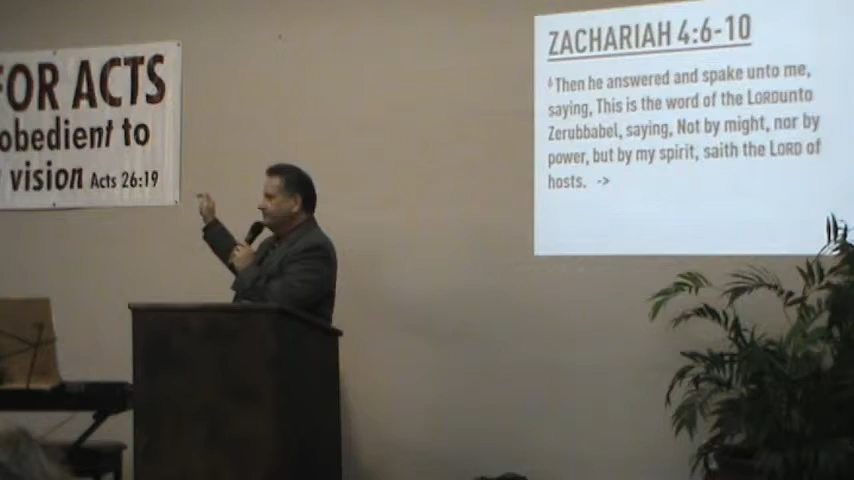 FOR ACTS
obedient to
vision Acts 26:19
ZACHARIAH 4:6-10
6 Then he answered and spake unto me,
saying, This is the word of the LORDunto
Zerubbabel, saying, Not by might, nor by
power, but by my spirit, saith the LORD of
hosts. ->